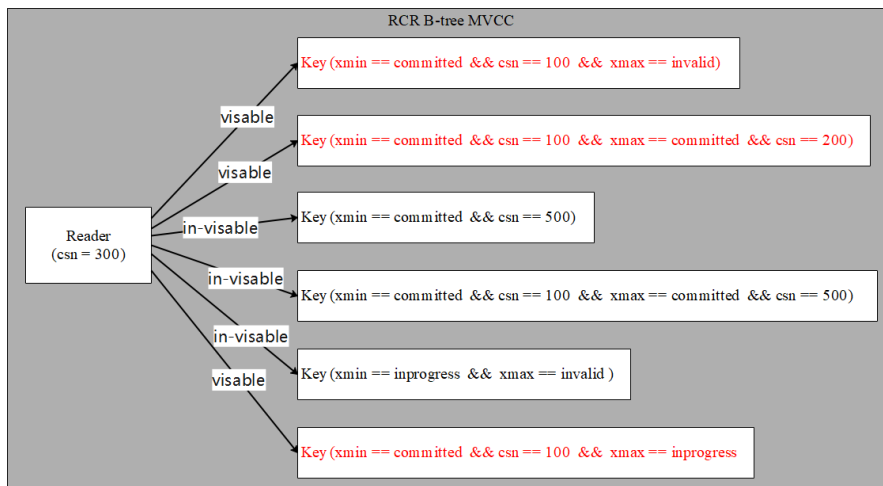 RCR B-tree MVCC
Key (xmin == committed && csn == 100 && xmax == invalid)
visable
Key (xmin == committed && csn == 100 && xmax == committed && csn == 200)
visable
Key (xmin == committed && csn == 500)
in-visable
Reader
(csn = 300)
Key (xmin == committed && csn == 100 && xmax == committed && csn == 500)
in-visable
Key (xmin == inprogress && xmax == invalid )
in-visable
Key (xmin == committed && csn == 100 && xmax == inprogress
visable